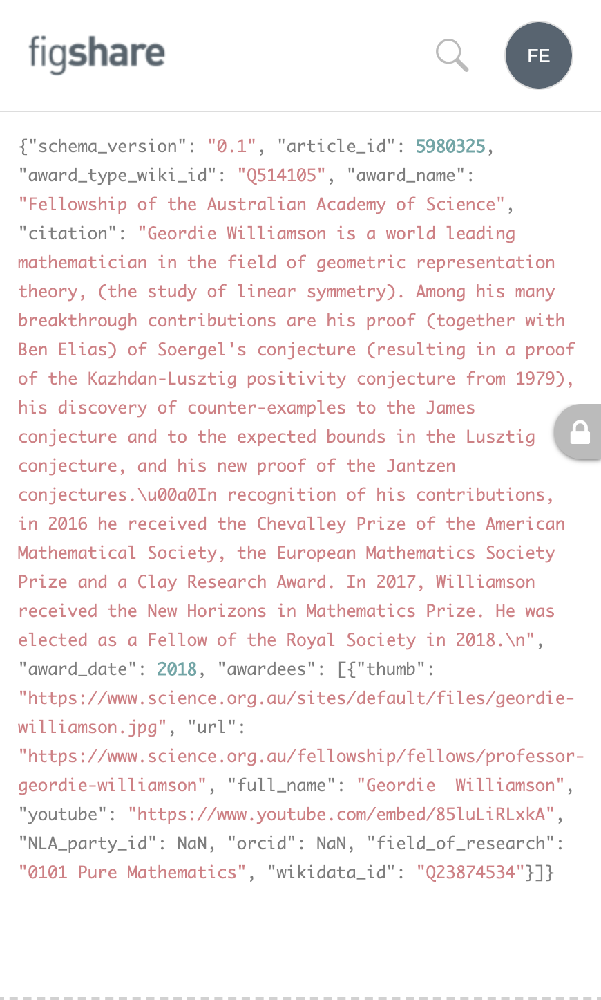 figshare
FE
{"schema_version": "0.1", "article_id": 5980325,
"award_type_wiki_id": "Q514105", "award_name":
"Fellowship of the Australian Academy of Science",
"citation": "Geordie Williamson is a world leading
mathematician in the field of geometric representation
theory, (the study of linear symmetry). Among his many
breakthrough contributions are his proof (together with
Ben Elias) of Soergel's conjecture (resulting in a proof
of the Kazhdan-Lusztig positivity conjecture from 1979),
his discovery of counter-examples to the James
conjecture and to the expected bounds in the Lusztig
conjecture, and his new proof of the Jantzen
conjectures.\u00a0In recognition of his contributions,
in 2016 he received the Chevalley Prize of the American
Mathematical Society, the European Mathematics Society
Prize and a Clay Research Award. In 2017, Williamson
received the New Horizons in Mathematics Prize. He was
elected as a Fellow of the Royal Society in 2018.\n",
"award_date": 2018, "awardees": [{"thumb":
"https://www.science.org.au/sites/default/files/geordie-
williamson.jpg", "url":
"https://www.science.org.au/fellowship/fellows/professor-
geordie-williamson", "full_name": "Geordie  Williamson",
"youtube": "https://www.youtube.com/embed/85luLiRLxkA",
"NLA_party_id": NaN, "orcid": NaN, "field_of_research":
"0101 Pure Mathematics", "wikidata_id": "Q23874534"}]}